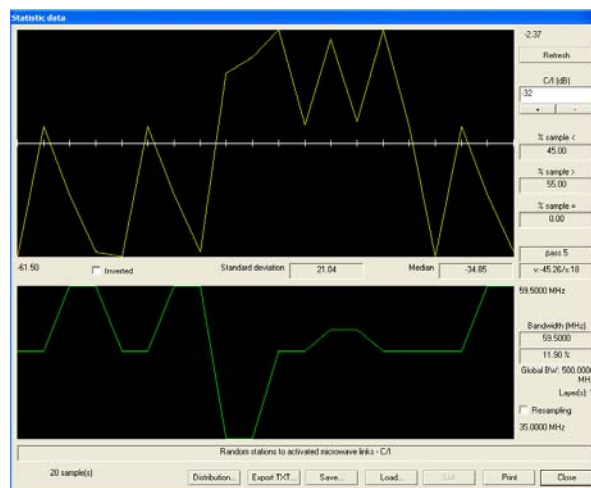 Statistic data
-2.37
Refresh
C/I (dB)
-32
+ -
% sample <
45.00
% sample >
55.00
% sample =
0.00
pass 5
v:-45.26/s:18
-61.50
Inverted
Standard deviation
21.04
Median
-34.85
59.5000 MHz
Bandwidth (MHz)
59.5000
11.90 %
Global BW: 500.0000
MHz
Layer(s):
Resampling
35.0000 MHz
Random stations to activated microwave links - C/I
20 sample(s)
Distribution...
Export TXT...
Save...
Load...
List
Print
Close